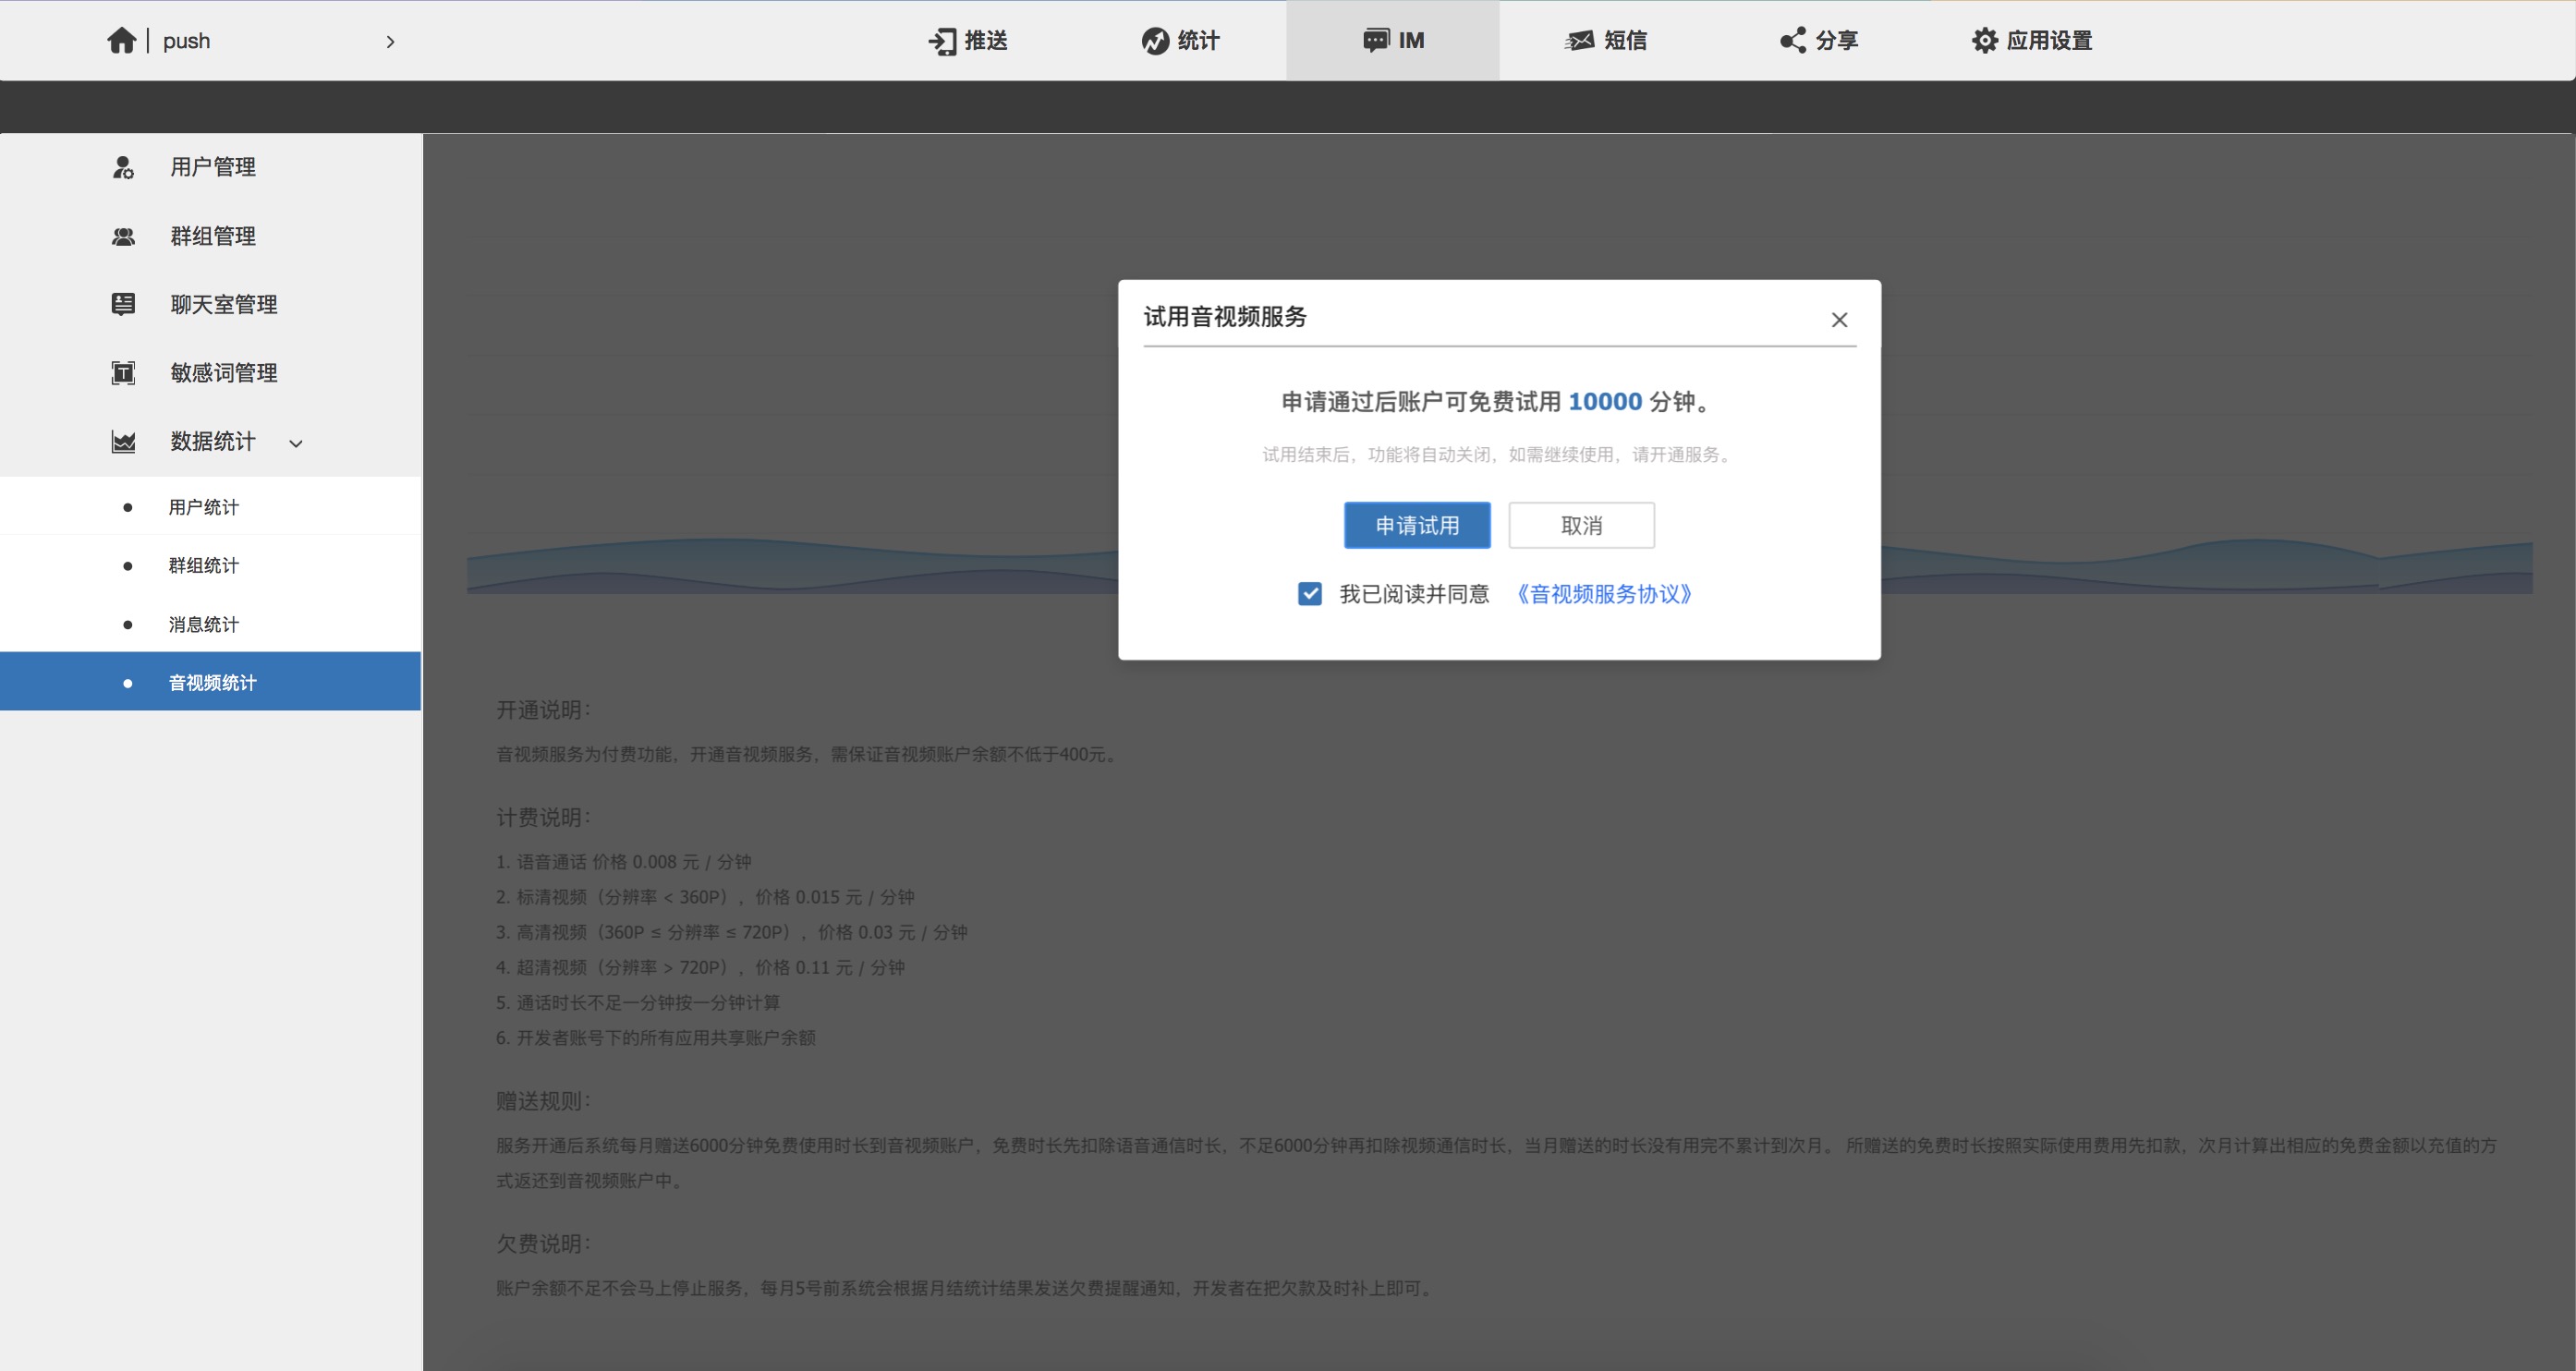 push
推送
统计
IM
短信
分享
应用设置
用户管理
群组管理
聊天室管理
敏感词管理
数据统计
用户统计
群组统计
消息统计
音视频统计
试用音视频服务
申请通过后账户可免费试用 10000 分钟。
试用结束后，功能将自动关闭，如需继续使用，请开通服务。
申请试用
取消
我已阅读并同意 《音视频服务协议》
开通说明：
音视频服务为付费功能，开通音视频服务，需保证音视频账户余额不低于400元。
计费说明：
1. 语音通话 价格 0.008 元 / 分钟
2. 标清视频（分辨率 < 360P），价格 0.015 元 / 分钟
3. 高清视频（360P ≤ 分辨率 ≤ 720P），价格 0.03 元 / 分钟
4. 超清视频（分辨率 > 720P），价格 0.11 元 / 分钟
5. 通话时长不足一分钟按一分钟计算
6. 开发者账号下的所有应用共享账户余额
赠送规则：
服务开通后系统每月赠送6000分钟免费使用时长到音视频账户，免费时长先扣除语音通信时长，不足6000分钟再扣除视频通信时长，当月赠送的时长没有用完不累计到次月。 所赠送的免费时长按照实际使用费用先扣款，次月计算出相应的免费金额以充值的方
式返还到音视频账户中。
欠费说明：
账户余额不足不会马上停止服务，每月5号前系统会根据月结统计结果发送欠费提醒通知，开发者在把欠款及时补上即可。